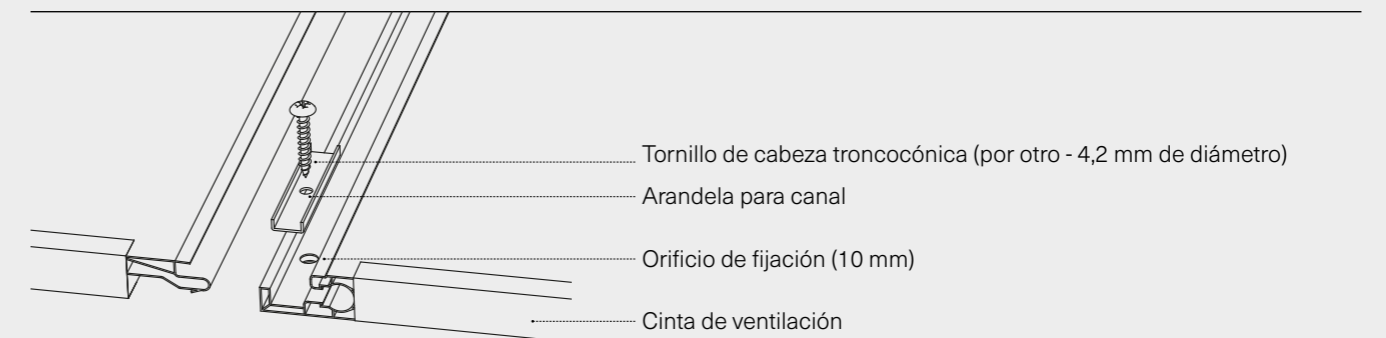 Tornillo de cabeza troncocónica (por otro - 4,2 mm de diámetro)
Arandela para canal
Orificio de fijación (10 mm)
Cinta de ventilación